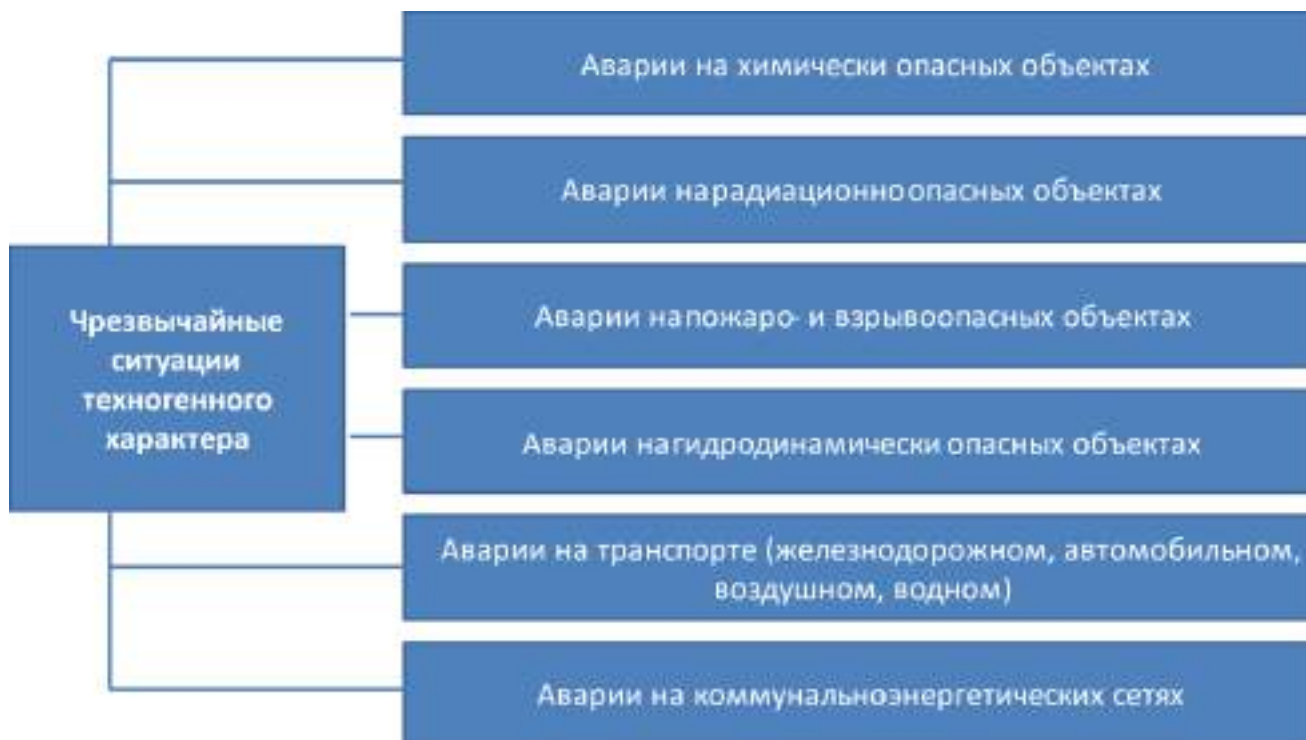 Аварии на химически опасных объектах
Аварии нарадиационноопасных объектах
Чрезвычайные
ситуации
техногенного
характера
Аварии напожаро- и взрывоопасных объектах
Аварии нагидродинамически опасных объектах
Аварии на транспорте (железнодорожном, автомобильном,
воздушном, водном)
Аварии на коммунальноэнергетических сетях